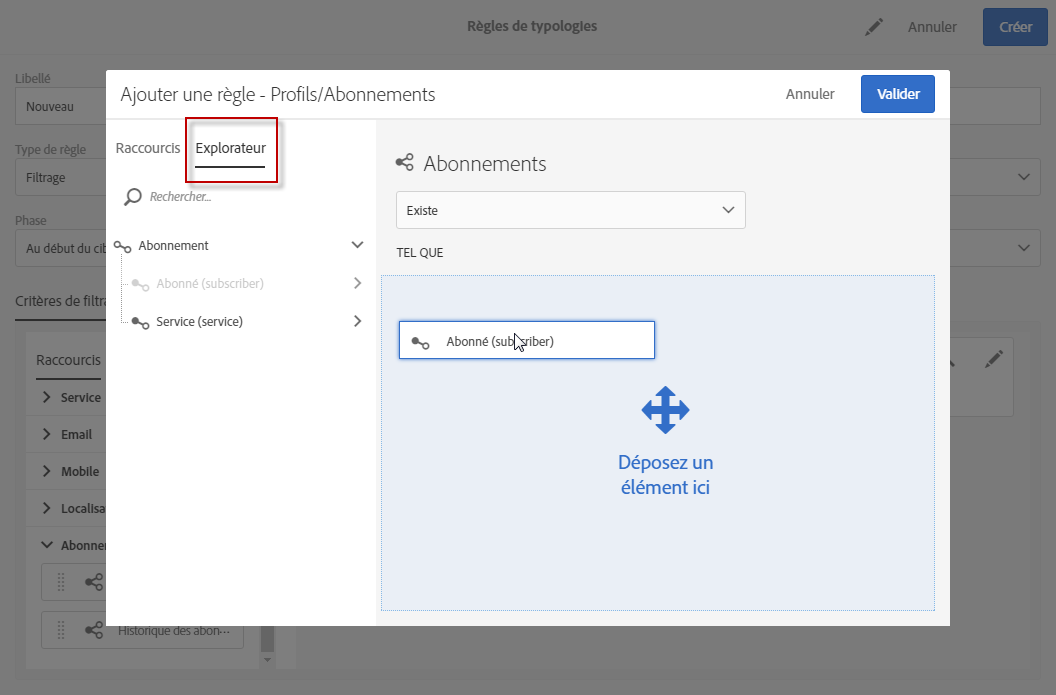 Règles de typologies
Annuler
Créer
Libellé
Nouveau
Type de règle
Filtrage
Phase
Au début du cib
Critères de filtra
Raccourcis
Service
Email
Mobile
Localisa
Abonne
Historique des abon···
Ajouter une règle - Profils/Abonnements
Annuler
Valider
Raccourcis
Explorateur
Rechercher...
Abonnement
Abonné (subscriber)
Service (service)
Abonnements
Existe
TEL QUE
Abonné (subscriber)
Déposez un
élément ici